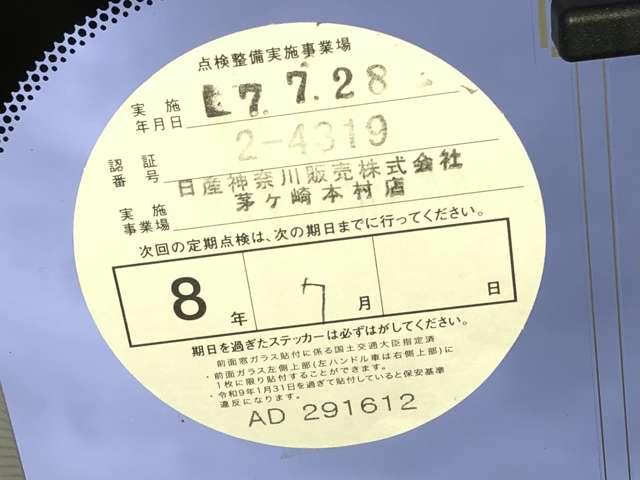 点検整備実施事業場
実施
年月日
7.7.28
認証
番号
2-4319
日産神奈川販売株式会社
実施
事業場
茅ケ崎本村店
次回の定期点検は、次の期日までに行ってください。
8年 7月 日
期日を過ぎたステッカーは必ずはがしてください。
前面窓ガラス貼付に係る国土交通大臣指定済
・前面ガラス左側上部(左ハンドル車は右側上部)に
1枚に限り貼付することができます。
・令和9年1月31日を過ぎて貼付していると保安基準
違反になります。
AD 291612